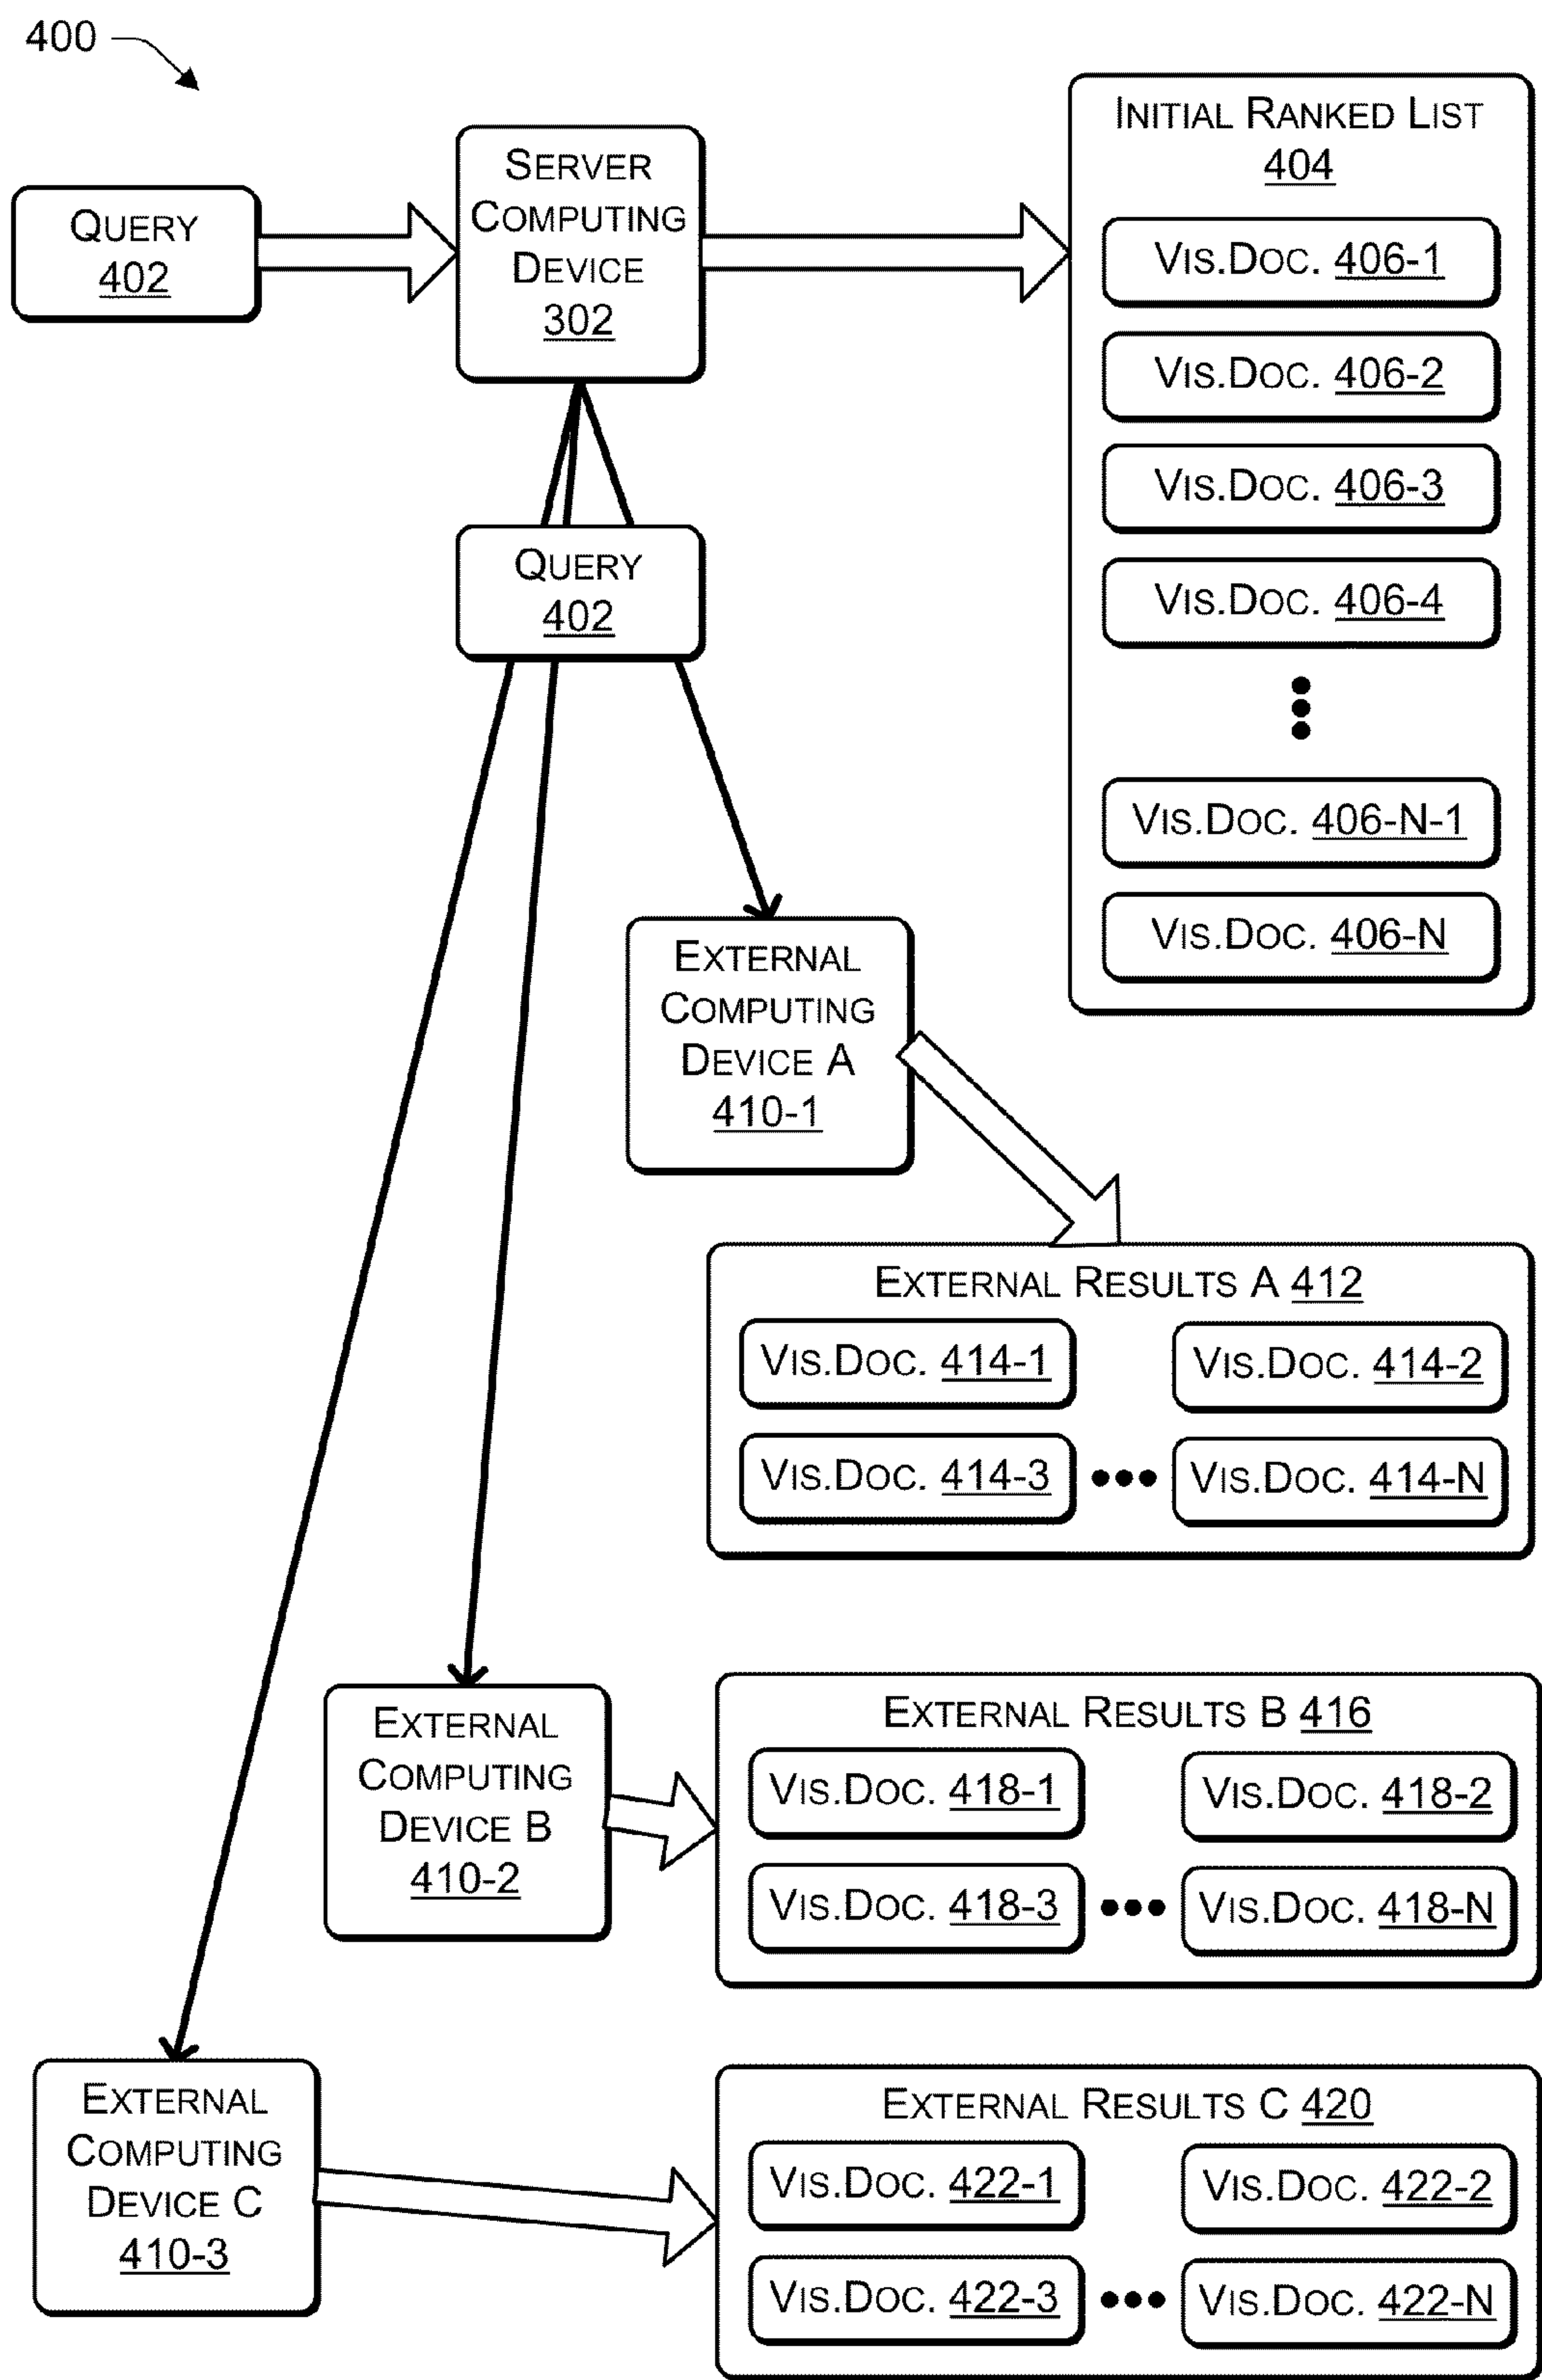 400
QUERY
402
SERVER
COMPUTING
DEVICE
302
INITIAL RANKED LIST
404
VIS.DOC. 406-1
VIS.DOC. 406-2
VIS.DOC. 406-3
VIS.DOC. 406-4
VIS.DOC. 406-N-1
VIS.DOC. 406-N
QUERY
402
EXTERNAL
COMPUTING
DEVICE A
410-1
EXTERNAL RESULTS A 412
VIS.DOC. 414-1
VIS.DOC. 414-2
VIS.DOC. 414-3
VIS.DOC. 414-N
EXTERNAL
COMPUTING
DEVICE B
410-2
EXTERNAL RESULTS B 416
VIS.DOC. 418-1
VIS.DOC. 418-2
VIS.DOC. 418-3
VIS.DOC. 418-N
EXTERNAL
COMPUTING
DEVICE C
410-3
EXTERNAL RESULTS C 420
VIS.DOC. 422-1
VIS.DOC. 422-2
VIS.DOC. 422-3
VIS.DOC. 422-N